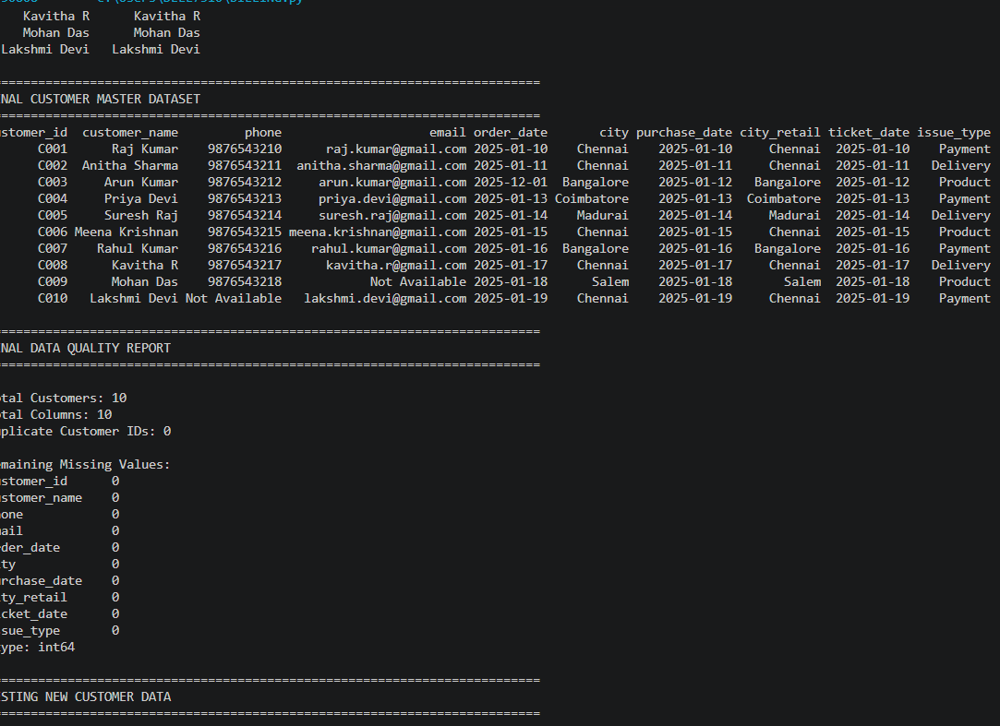 Kavitha R Kavitha R
Mohan Das Mohan Das
Lakshmi Devi Lakshmi Devi
=========================================================================
NAL CUSTOMER MASTER DATASET
=========================================================================
stomer_id customer_name phone email order_date city purchase_date city_retail ticket_date issue_type
C001 Raj Kumar 9876543210 raj.kumar@gmail.com 2025-01-10 Chennai 2025-01-10 Chennai 2025-01-10 Payment
C002 Anitha Sharma 9876543211 anitha.sharma@gmail.com 2025-01-11 Chennai 2025-01-11 Chennai 2025-01-11 Delivery
C003 Arun Kumar 9876543212 arun.kumar@gmail.com 2025-12-01 Bangalore 2025-01-12 Bangalore 2025-01-12 Product
C004 Priya Devi 9876543213 priya.devi@gmail.com 2025-01-13 Coimbatore 2025-01-13 Coimbatore 2025-01-13 Payment
C005 Suresh Raj 9876543214 suresh.raj@gmail.com 2025-01-14 Madurai 2025-01-14 Madurai 2025-01-14 Delivery
C006 Meena Krishnan 9876543215 meena.krishnan@gmail.com 2025-01-15 Chennai 2025-01-15 Chennai 2025-01-15 Product
C007 Rahul Kumar 9876543216 rahul.kumar@gmail.com 2025-01-16 Bangalore 2025-01-16 Bangalore 2025-01-16 Payment
C008 Kavitha R 9876543217 kavitha.r@gmail.com 2025-01-17 Chennai 2025-01-17 Chennai 2025-01-17 Delivery
C009 Mohan Das 9876543218 Not Available 2025-01-18 Salem 2025-01-18 Salem 2025-01-18 Product
C010 Lakshmi Devi Not Available lakshmi.devi@gmail.com 2025-01-19 Chennai 2025-01-19 Chennai 2025-01-19 Payment
=========================================================================
NAL DATA QUALITY REPORT
=========================================================================
tal Customers: 10
tal Columns: 10
plicate Customer IDs: 0
maining Missing Values:
stomer_id 0
stomer_name 0
one 0
ail 0
der_date 0
ty 0
rchase_date 0
ty_retail 0
cket_date 0
sue_type 0
ype: int64
=========================================================================
STING NEW CUSTOMER DATA
=========================================================================